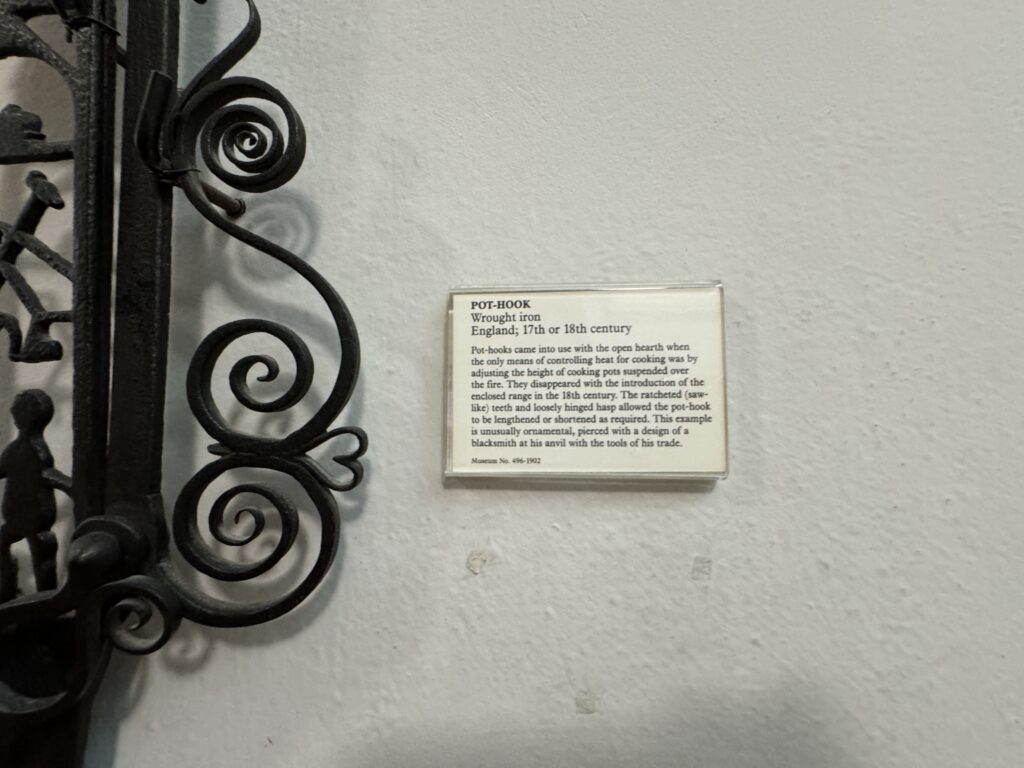 POT-HOOK
Wrought iron
England; 17th or 18th century
Pot-hooks came into use with the open hearth when
the only means of controlling heat for cooking was by
adjusting the height of cooking pots suspended over
the fire. They disappeared with the introduction of the
enclosed range in the 18th century. The ratcheted (saw-
like) teeth and loosely hinged hasp allowed the pot-hook
to be lengthened or shortened as required. This example
is unusually ornamental, pierced with a design of a
blacksmith at his anvil with the tools of his trade.
Museum No. 496-1902